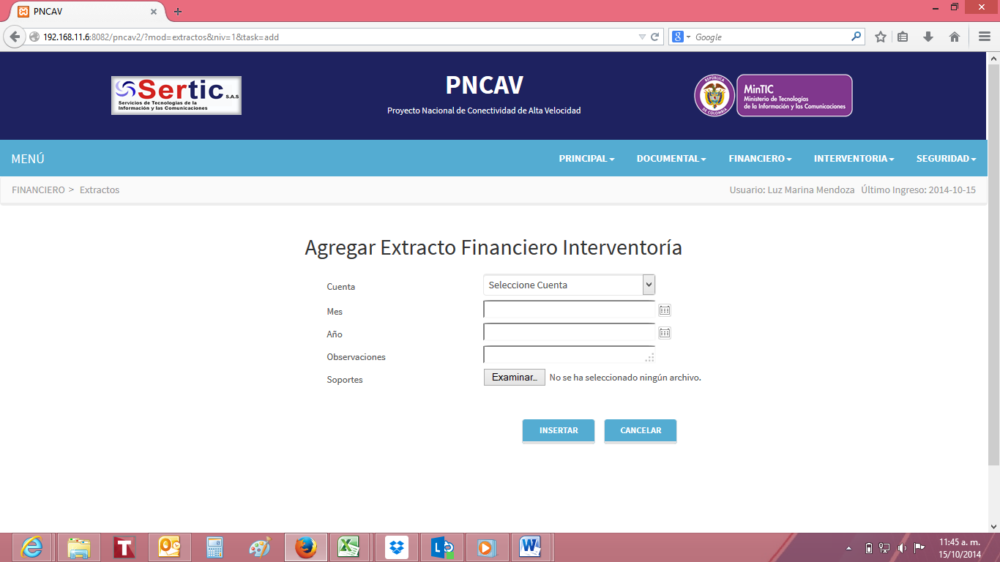 PNCAV
192.168.11.6:8082/pncav2/?mod=extractos&niv=1&task=add
Google
Sertic S.A.S
Servicios de Tecnologías de la
Información y las Comunicaciones
PNCAV
Proyecto Nacional de Conectividad de Alta Velocidad
REPÚBLICA
DE COLOMBIA
MinTIC
Ministerio de Tecnologías
de la Información y las Comunicaciones
MENÚ PRINCIPAL DOCUMENTAL FINANCIERO INTERVENTORIA SEGURIDAD
FINANCIERO > Extractos Usuario: Luz Marina Mendoza Último Ingreso: 2014-10-15
Agregar Extracto Financiero Interventoría
Cuenta Seleccione Cuenta
Mes
Año
Observaciones
Soportes Examinar... No se ha seleccionado ningún archivo.
INSERTAR CANCELAR
11:45 a. m.
15/10/2014